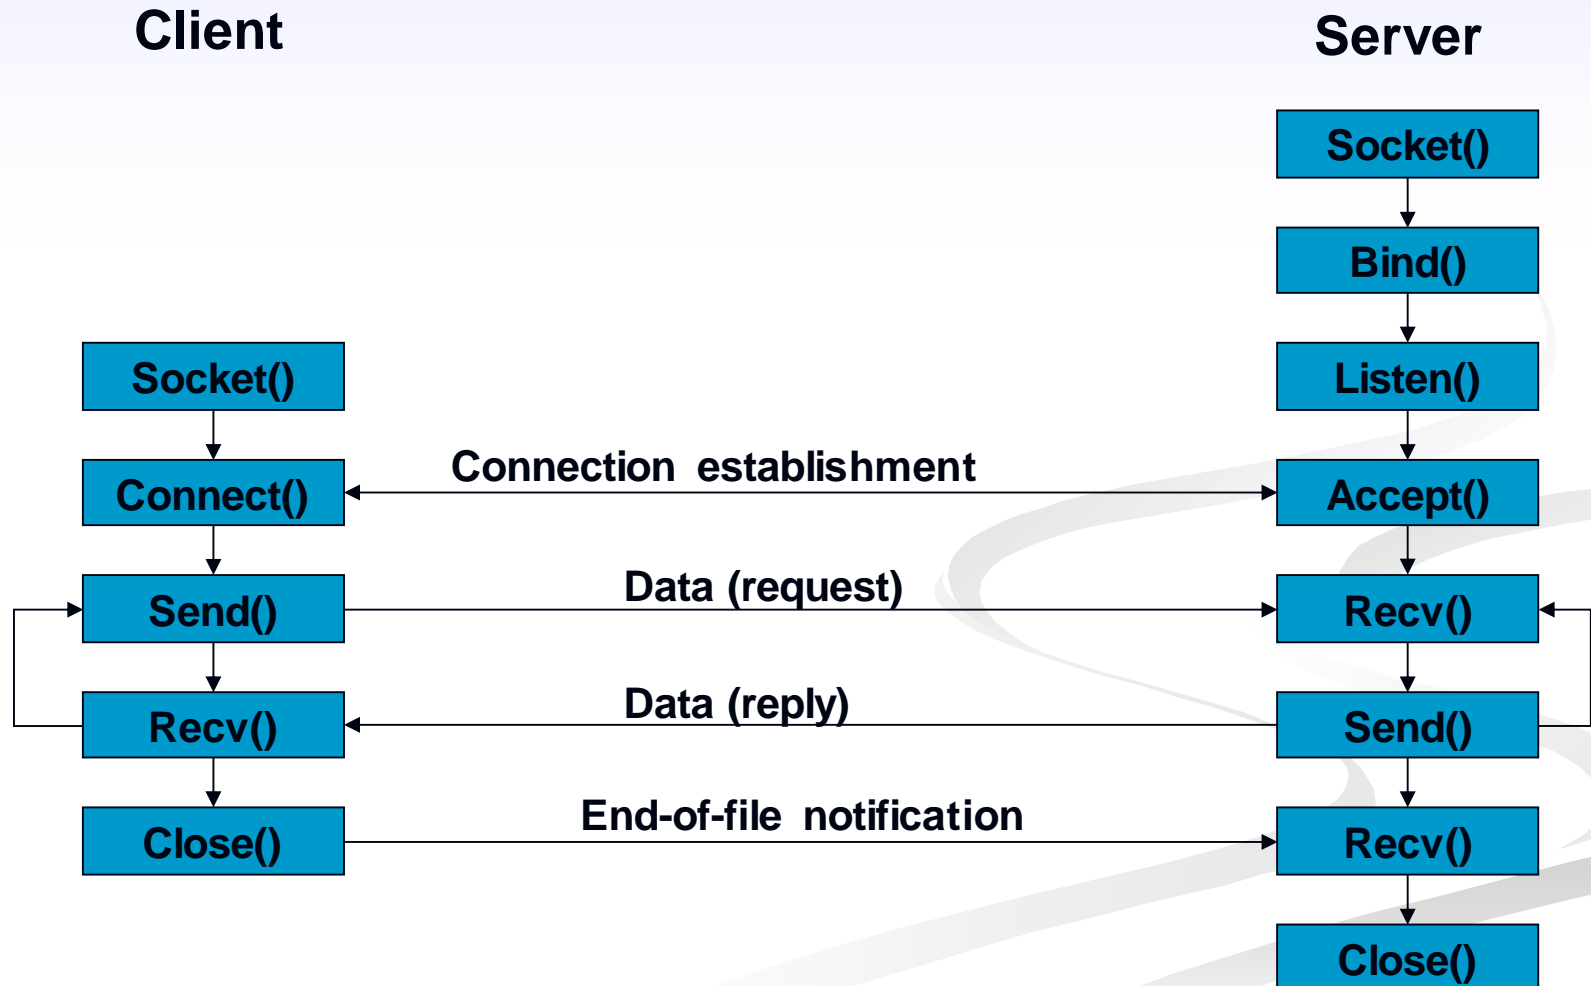 Client
Server
Socket()
Bind()
Socket()
Listen()
Connection establishment
Connect()
Accept()
Data (request)
Send()
Recv()
Data (reply)
Recv()
Send()
End-of-file notification
Close()
Recv()
Close()